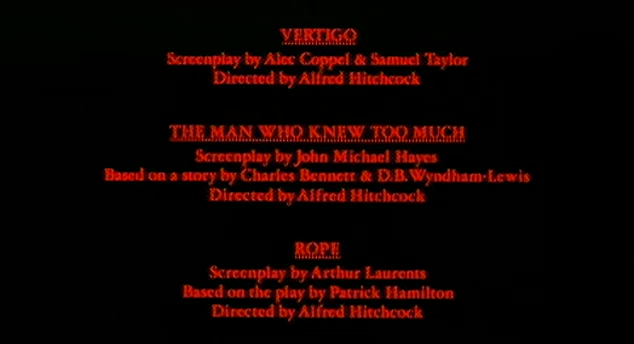 VERTIGO
Screenplay by Alec Coppel & Samuel Taylor
Directed by Alfred Hitchcock
THE MAN WHO KNEW TOO MUCH
Screenplay by John Michael Hayes
Based on a story by Charles Bennett & D.B. Wyndham-Lewis
Directed by Alfred Hitchcock
ROPE
Screenplay by Arthur Laurents
Based on the play by Patrick Hamilton
Directed by Alfred Hitchcock